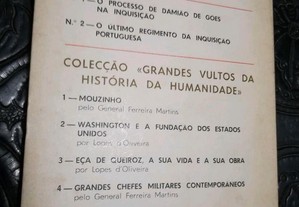 — O PROCESSO DE DAMIÃO DE GOES
NA INQUISIÇÃO
N.º 2 — O ÚLTIMO REGIMENTO DA INQUISIÇÃO
PORTUGUESA
COLECÇÃO «GRANDES VULTOS DA
HISTÓRIA DA HUMANIDADE»
1 — MOUZINHO
pelo General Ferreira Martins
2 — WASHINGTON E A FUNDAÇÃO DOS ESTADOS
UNIDOS
por Lopes d'Oliveira
3 — EÇA DE QUEIROZ, A SUA VIDA E A SUA OBRA
por Lopes d'Oliveira
4 — GRANDES CHEFES MILITARES CONTEMPORÂNEOS
pelo General Ferreira Martins